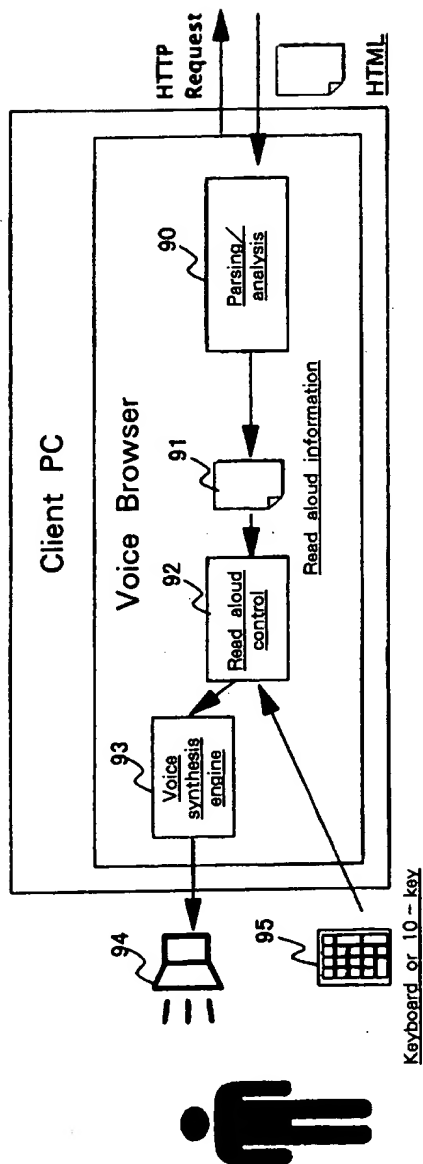 Client PC
Voice Browser
HTTP
Request
HTML
90
Parsing/
analysis
91
Read aloud information
92
Read aloud
control
93
Voice
synthesis
engine
94
95
Keyboard or 10-key